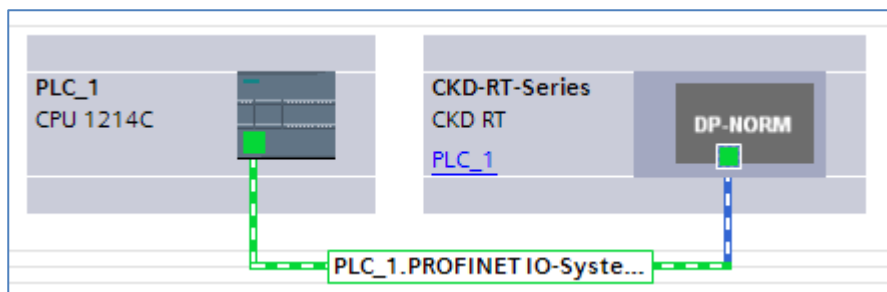 PLC_1
CPU 1214C
CKD-RT-Series
CKD RT
PLC_1
DP-NORM
PLC_1.PROFINET IO-Syste...